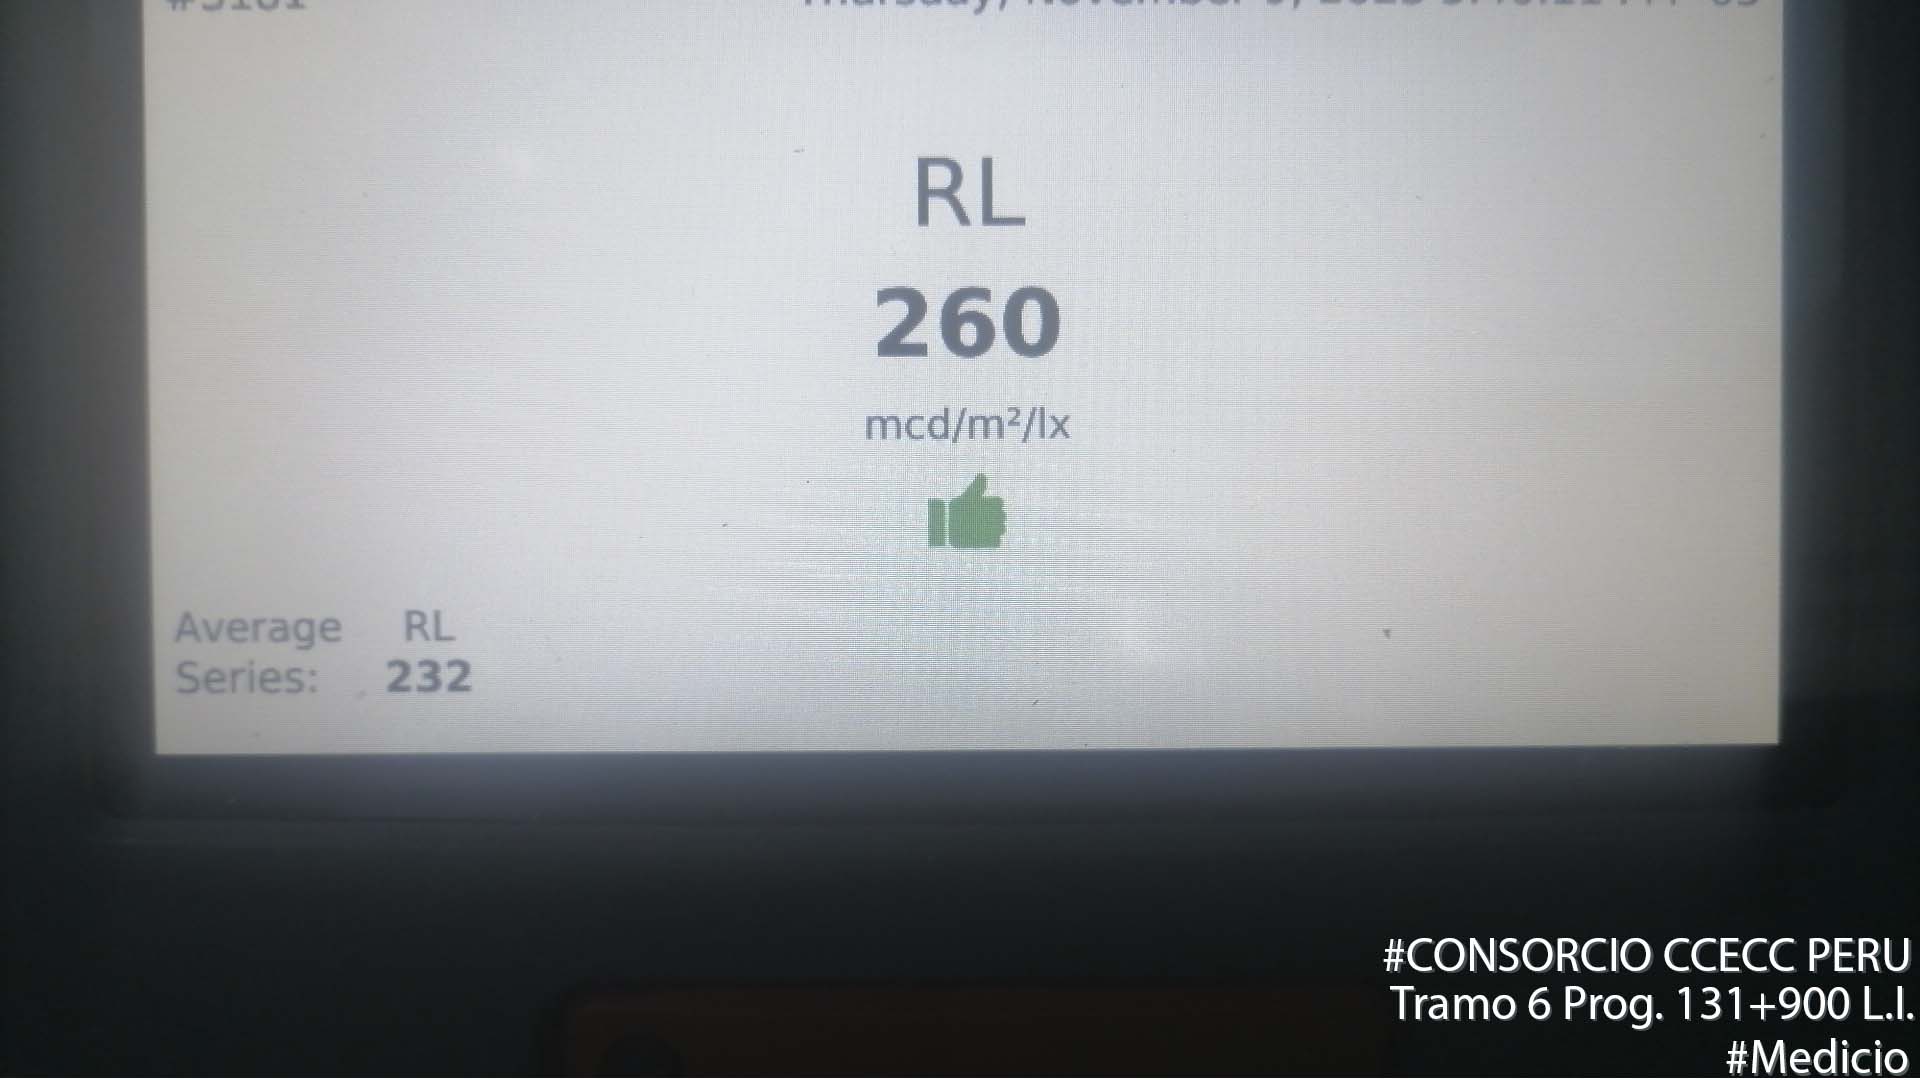 RL
260
mcd/m²/lx
Average RL
Series: 232
#CONSORCIO CCECC PERU
Tramo 6 Prog. 131+900 L.I.
#Medicio